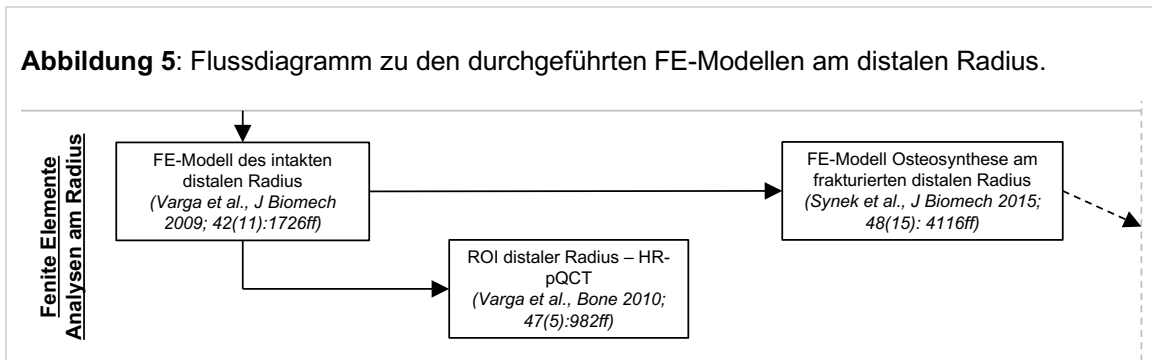 Abbildung 5: Flussdiagramm zu den durchgeführten FE-Modellen am distalen Radius.
Fenite Elemente
Analysen am Radius
FE-Modell des intakten
distalen Radius
(Varga et al., J Biomech
2009; 42(11):1726ff)
FE-Modell Osteosynthese am
frakturierten distalen Radius
(Synek et al., J Biomech 2015;
48(15): 4116ff)
ROI distaler Radius – HR-
pQCT
(Varga et al., Bone 2010;
47(5):982ff)